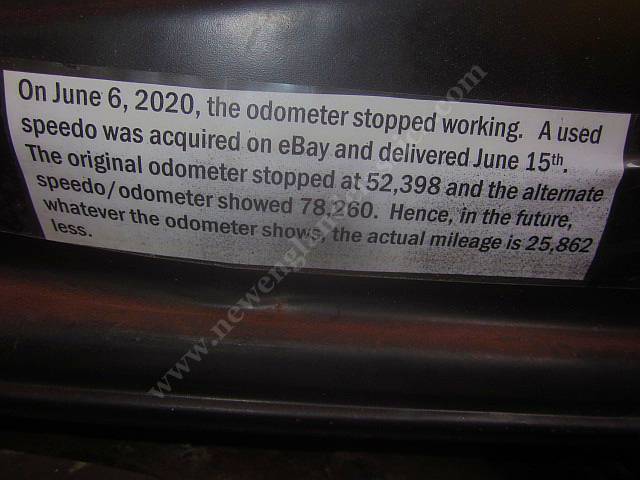 On June 6, 2020, the odometer stopped working. A used
speedo was acquired on eBay and delivered June 15th.
The original odometer stopped at 52,398 and the alternate
speedo/odometer showed 78,260. Hence, in the future,
whatever the odometer shows, the actual mileage is 25,862
less.